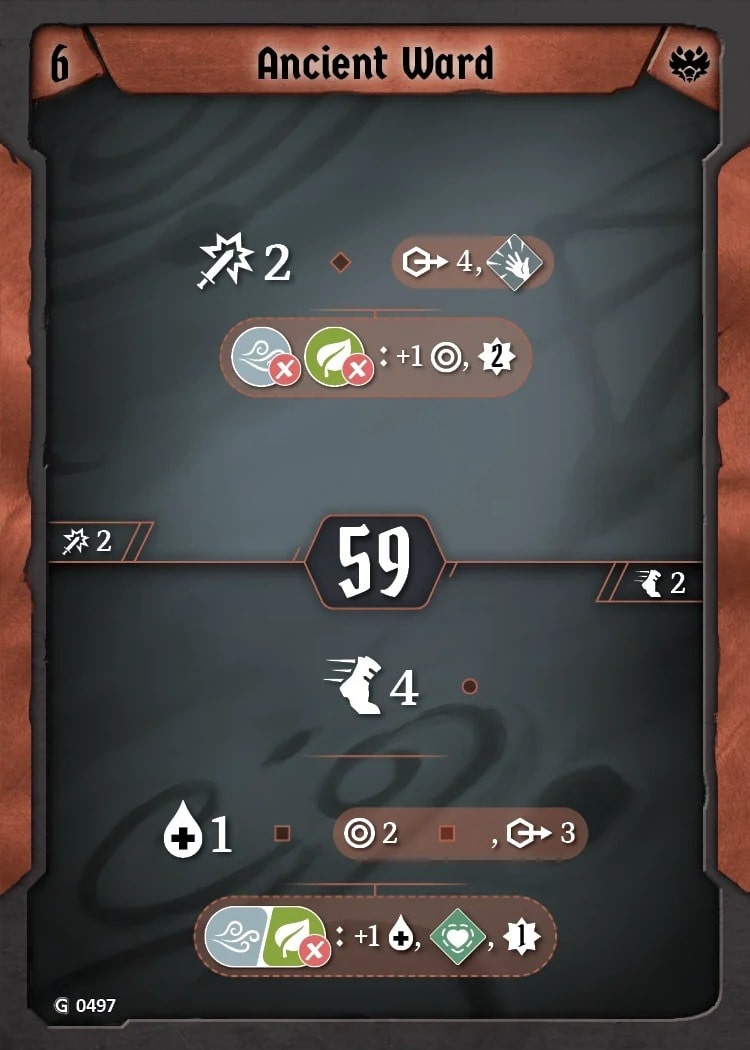 6
Ancient Ward
2
4,
: +1 , 2
2
59
2
4
1
2
, 3
: +1 , , 1
G 0497